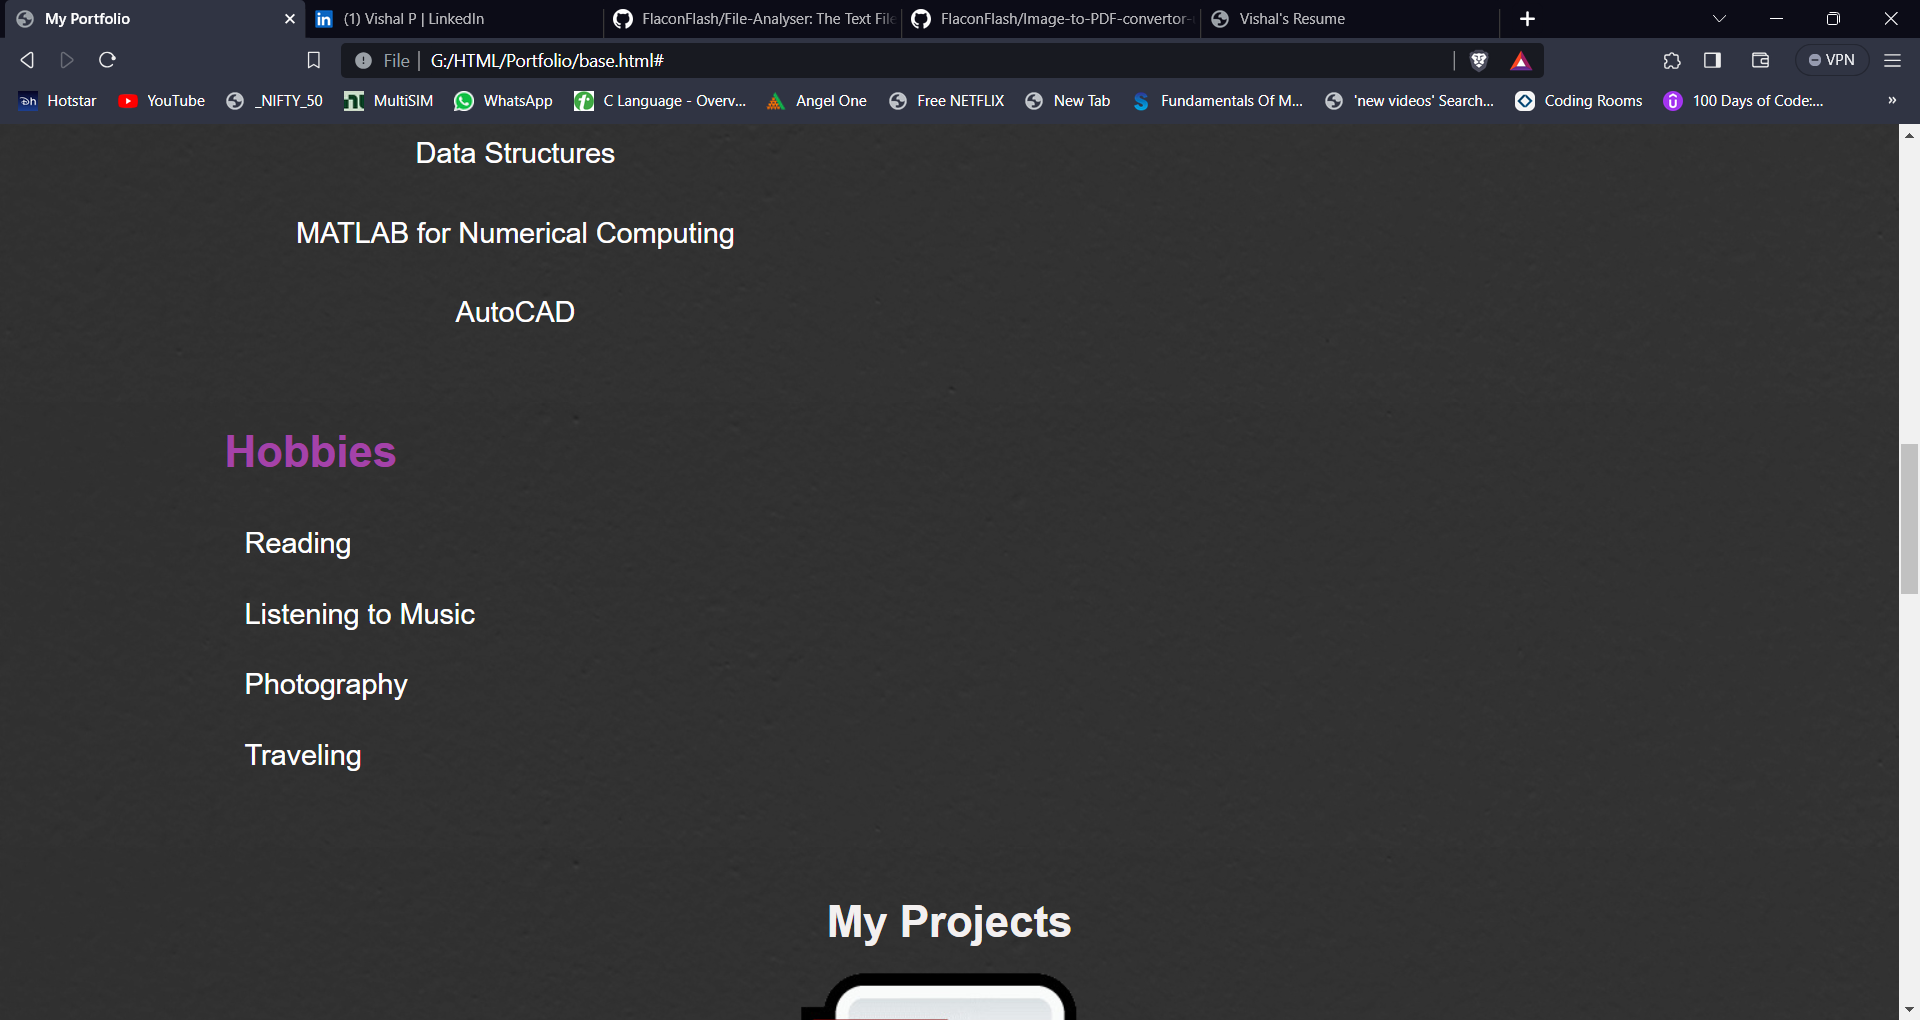 My Portfolio
(1) Vishal P | LinkedIn
FlaconFlash/File-Analyser: The Text File
FlaconFlash/Image-to-PDF-convertor-
Vishal's Resume
File
G:/HTML/Portfolio/base.html#
VPN
Hotstar
YouTube
_NIFTY_50
MultiSIM
WhatsApp
C Language - Overv...
Angel One
Free NETFLIX
New Tab
Fundamentals Of M...
'new videos' Search...
Coding Rooms
100 Days of Code:...
»
Data Structures
MATLAB for Numerical Computing
AutoCAD
Hobbies
Reading
Listening to Music
Photography
Traveling
My Projects